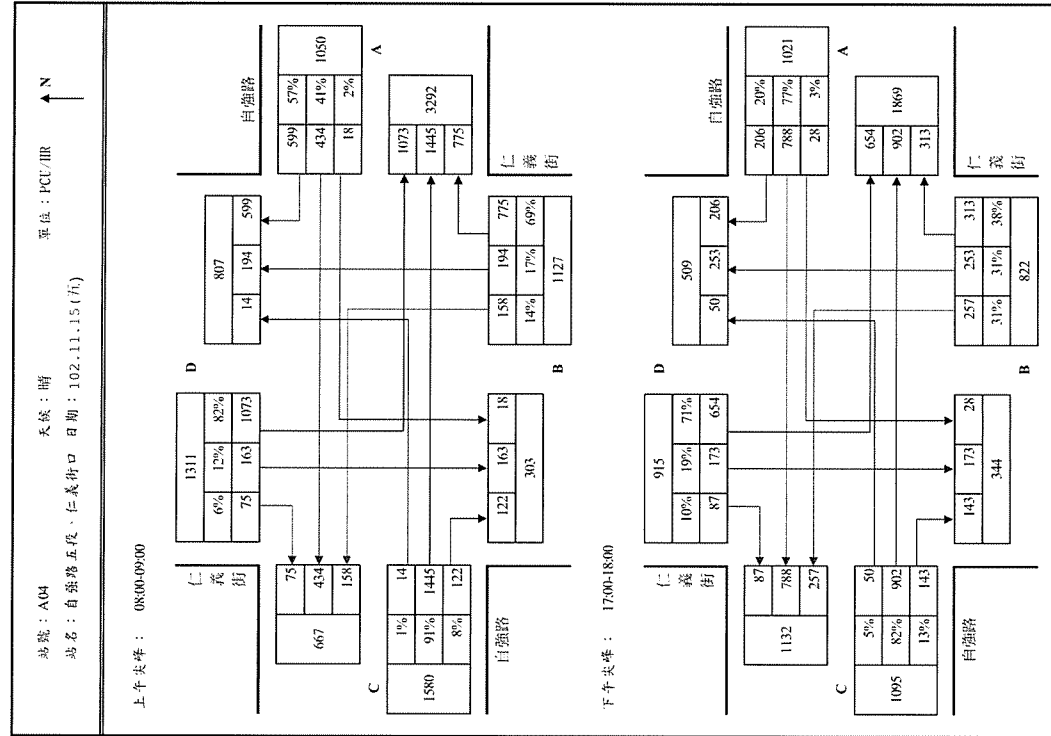 站號：A04 天候：晴 單位：PCU/HR N
站名：自強路五段、仁義街口 日期：102.11.15(五)
上午尖峰： 08:00-09:00
仁義街
D
自強路
1311
6% 12% 82%
75 163 1073
807
14 194 599
599 57%
434 41%
18 2%
1050
A
75
434
158
667
C
1% 14
91% 1445
8% 122
1580
1073
1445
775
3292
122 163 18
303
B
158 194 775
14% 17% 69%
1127
自強路
仁義街
下午尖峰： 17:00-18:00
仁義街
D
自強路
915
10% 19% 71%
87 173 654
509
50 253 206
206 20%
788 77%
28 3%
1021
A
87
788
257
1132
C
5% 50
82% 902
13% 143
1095
654
902
313
1869
143 173 28
344
B
257 253 313
31% 31% 38%
822
自強路
仁義街